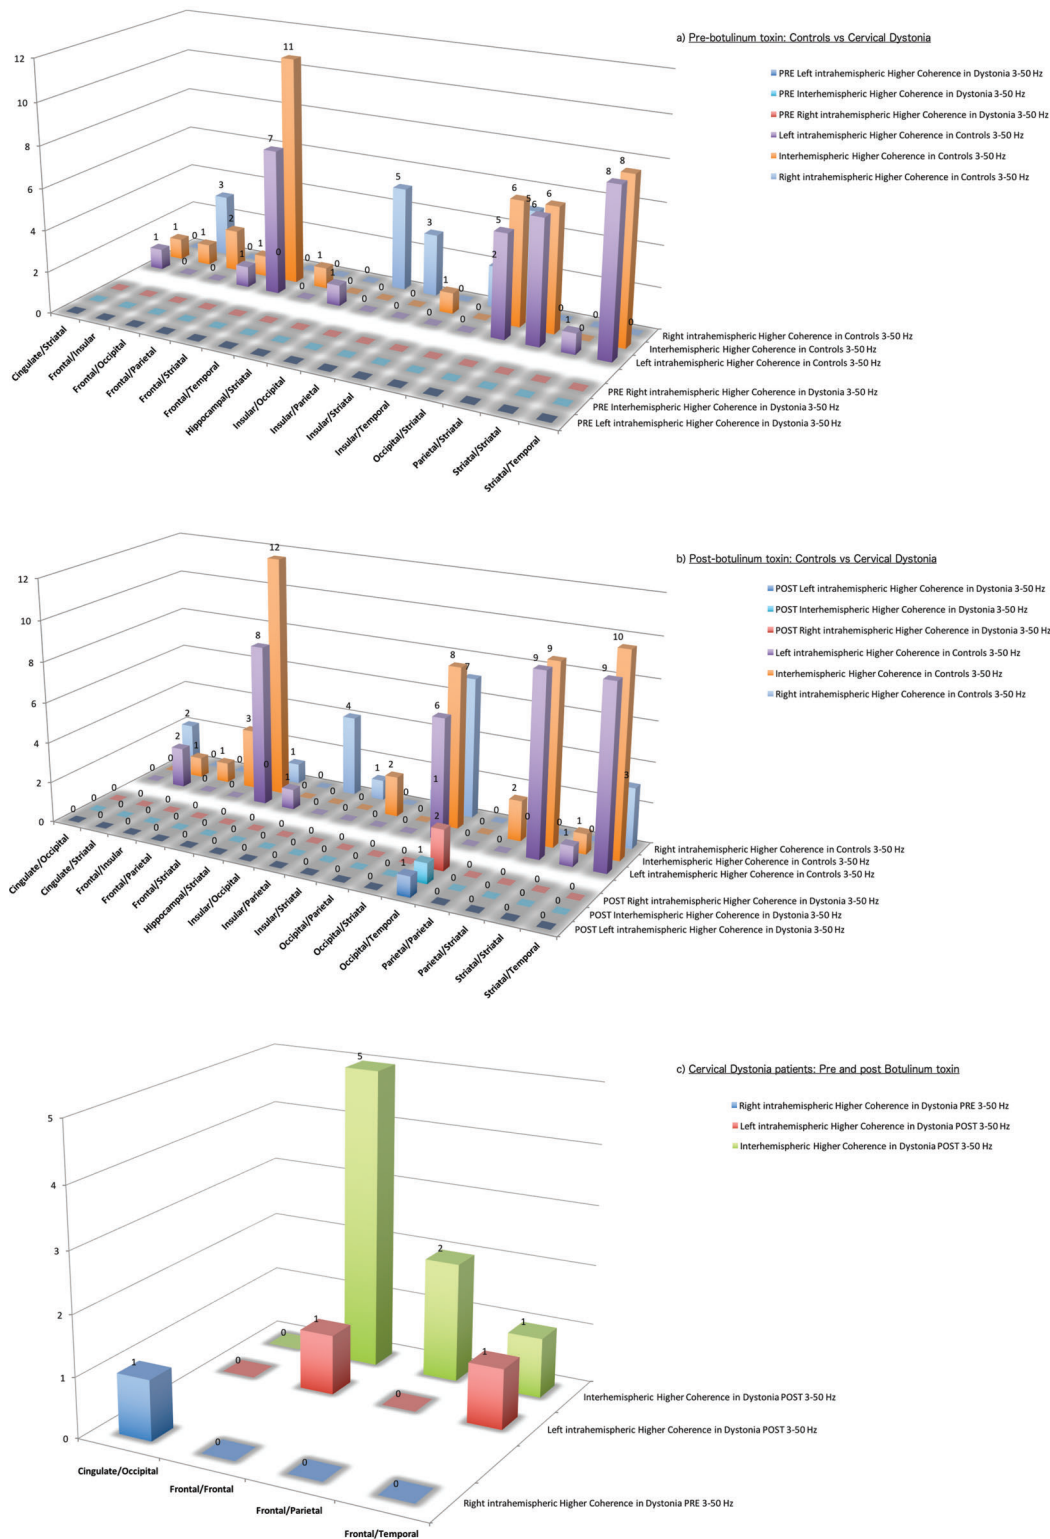 a) Pre-botulinum toxin: Controls vs Cervical Dystonia
PRE Left intrahemispheric Higher Coherence in Dystonia 3-50 Hz
PRE Interhemispheric Higher Coherence in Dystonia 3-50 Hz
PRE Right intrahemispheric Higher Coherence in Dystonia 3-50 Hz
Left intrahemispheric Higher Coherence in Controls 3-50 Hz
Interhemispheric Higher Coherence in Controls 3-50 Hz
Right intrahemispheric Higher Coherence in Controls 3-50 Hz
12
10
8
6
4
2
0
11
7
3
5
3
8
8
Cingulate/Striatal
Frontal/Insular
Frontal/Occipital
Frontal/Parietal
Frontal/Striatal
Frontal/Temporal
Hippocampal/Striatal
Insular/Occipital
Insular/Parietal
Insular/Striatal
Insular/Temporal
Occipital/Striatal
Parietal/Striatal
Striatal/Striatal
Striatal/Temporal
Right intrahemispheric Higher Coherence in Controls 3-50 Hz
Interhemispheric Higher Coherence in Controls 3-50 Hz
Left intrahemispheric Higher Coherence in Controls 3-50 Hz
PRE Right intrahemispheric Higher Coherence in Dystonia 3-50 Hz
PRE Interhemispheric Higher Coherence in Dystonia 3-50 Hz
PRE Left intrahemispheric Higher Coherence in Dystonia 3-50 Hz
b) Post-botulinum toxin: Controls vs Cervical Dystonia
POST Left intrahemispheric Higher Coherence in Dystonia 3-50 Hz
POST Interhemispheric Higher Coherence in Dystonia 3-50 Hz
POST Right intrahemispheric Higher Coherence in Dystonia 3-50 Hz
Left intrahemispheric Higher Coherence in Controls 3-50 Hz
Interhemispheric Higher Coherence in Controls 3-50 Hz
Right intrahemispheric Higher Coherence in Controls 3-50 Hz
12
10
8
6
4
2
0
12
8
4
6
8
7
9
9
9
10
3
Cingulate/Occipital
Cingulate/Striatal
Frontal/Insular
Frontal/Parietal
Frontal/Striatal
Hippocampal/Striatal
Insular/Occipital
Insular/Parietal
Insular/Striatal
Occipital/Parietal
Occipital/Striatal
Occipital/Temporal
Parietal/Parietal
Parietal/Striatal
Striatal/Striatal
Striatal/Temporal
Right intrahemispheric Higher Coherence in Controls 3-50 Hz
Interhemispheric Higher Coherence in Controls 3-50 Hz
Left intrahemispheric Higher Coherence in Controls 3-50 Hz
POST Right intrahemispheric Higher Coherence in Dystonia 3-50 Hz
POST Interhemispheric Higher Coherence in Dystonia 3-50 Hz
POST Left intrahemispheric Higher Coherence in Dystonia 3-50 Hz
c) Cervical Dystonia patients: Pre and post Botulinum toxin
Right intrahemispheric Higher Coherence in Dystonia PRE 3-50 Hz
Left intrahemispheric Higher Coherence in Dystonia POST 3-50 Hz
Interhemispheric Higher Coherence in Dystonia POST 3-50 Hz
5
4
3
2
1
0
0
5
2
1
0
1
0
1
1
0
0
0
Cingulate/Occipital
Frontal/Frontal
Frontal/Parietal
Frontal/Temporal
Interhemispheric Higher Coherence in Dystonia POST 3-50 Hz
Left intrahemispheric Higher Coherence in Dystonia POST 3-50 Hz
Right intrahemispheric Higher Coherence in Dystonia PRE 3-50 Hz